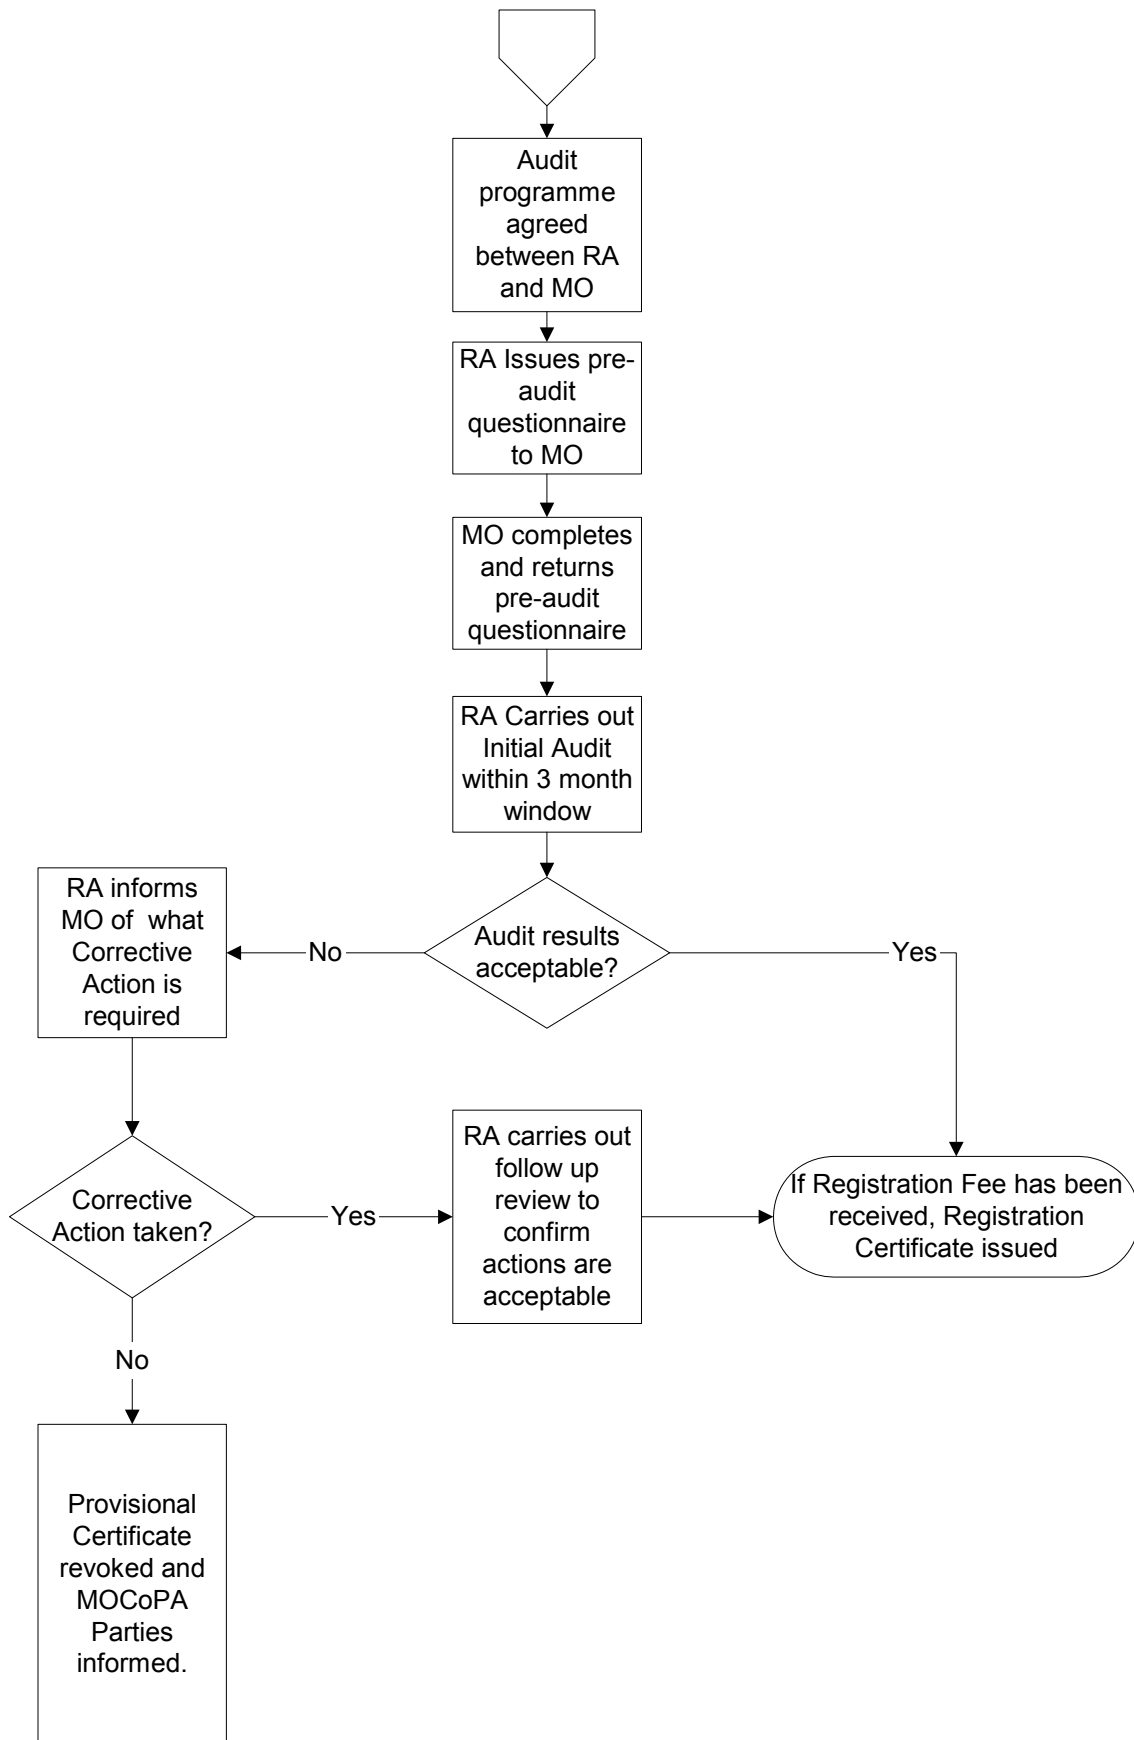 Audit
programme
agreed
between RA
and MO
RA Issues pre-
audit
questionnaire
to MO
MO completes
and returns
pre-audit
questionnaire
RA Carries out
Initial Audit
within 3 month
window
Audit results
acceptable?
No
Yes
RA informs
MO of  what
Corrective
Action is
required
Corrective
Action taken?
Yes
RA carries out
follow up
review to
confirm
actions are
acceptable
If Registration Fee has been
received, Registration
Certificate issued
No
Provisional
Certificate
revoked and
MOCoPA
Parties
informed.